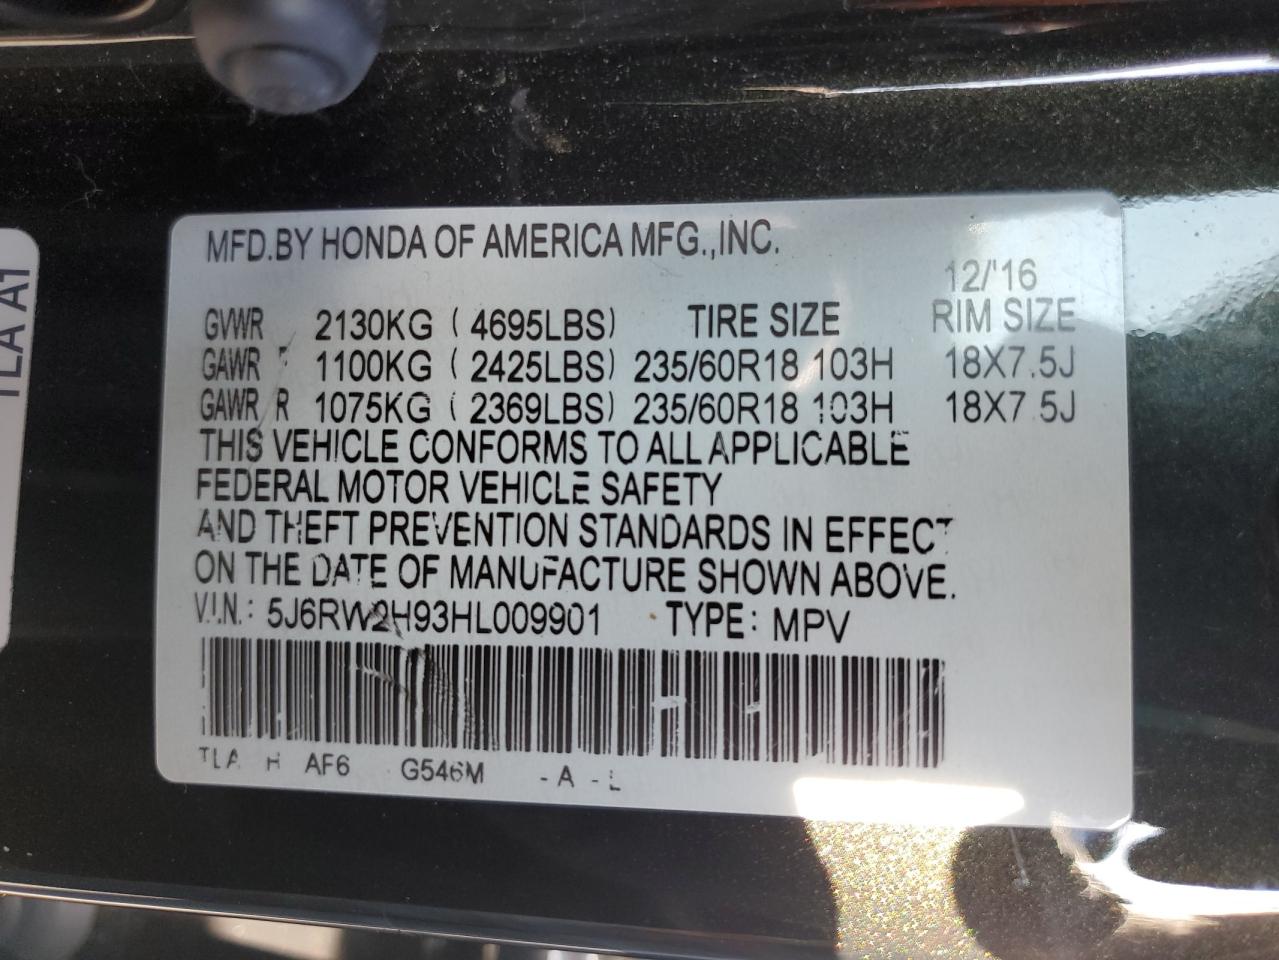 TLA A1
MFD.BY HONDA OF AMERICA MFG.,INC.
12/'16
GVWR 2130KG ( 4695LBS) TIRE SIZE RIM SIZE
GAWR F 1100KG ( 2425LBS) 235/60R18 103H 18X7.5J
GAWR R 1075KG ( 2369LBS) 235/60R18 103H 18X7.5J
THIS VEHICLE CONFORMS TO ALL APPLICABLE
FEDERAL MOTOR VEHICLE SAFETY
AND THEFT PREVENTION STANDARDS IN EFFECT
ON THE DATE OF MANUFACTURE SHOWN ABOVE.
V.I.N.: 5J6RW2H93HL009901 TYPE: MPV
TLA H AF6 G546M - A - L